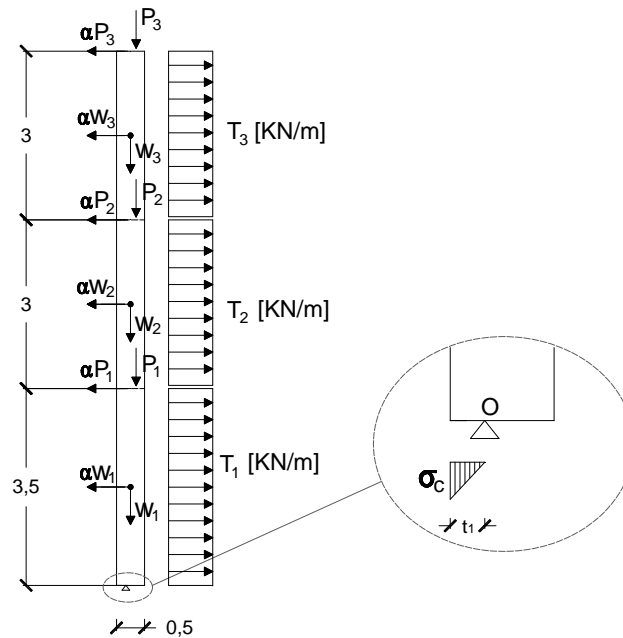 P₃
αP₃
αW₃
3
T₃ [KN/m]
W₃
P₂
αP₂
αW₂
3
T₂ [KN/m]
W₂
P₁
αP₁
O
T₁ [KN/m]
αW₁
3,5
σc
W₁
t₁
0,5